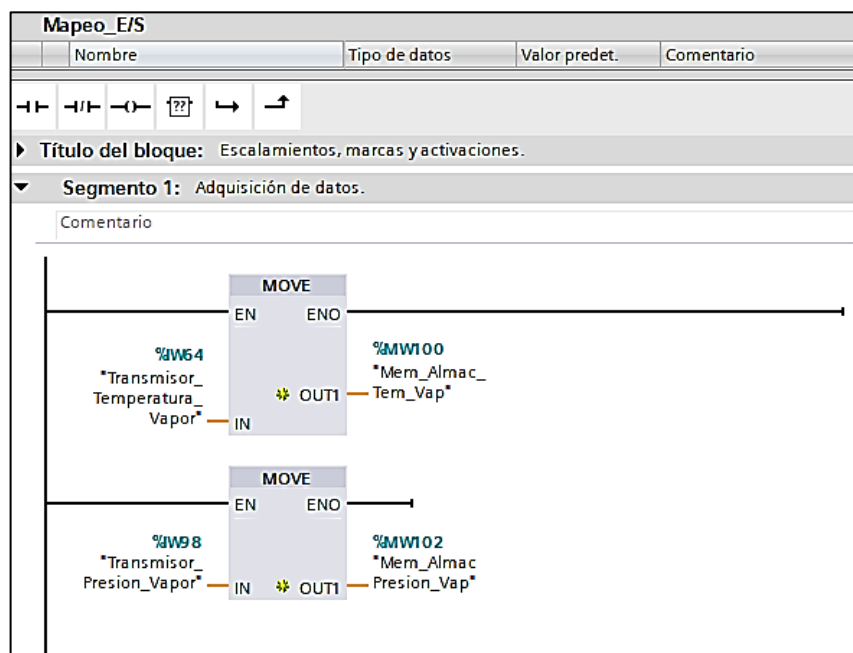 Mapeo_E/S
Nombre Tipo de datos Valor predet. Comentario
??
Título del bloque: Escalamientos, marcas y activaciones.
Segmento 1: Adquisición de datos.
Comentario
MOVE
EN ENO
%IW64
"Transmisor_
Temperatura_
Vapor"
IN
OUT1
%MW100
"Mem_Almac_
Tem_Vap"
MOVE
EN ENO
%IW98
"Transmisor_
Presion_Vapor"
IN
OUT1
%MW102
"Mem_Almac
Presion_Vap"